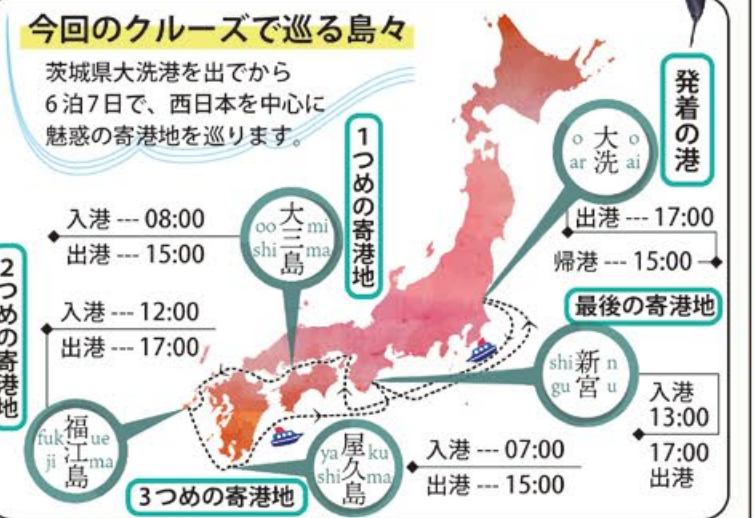 今回のクルーズで巡る島々
茨城県大洗港を出でから
6泊7日で、西日本を中心に
魅惑の寄港地を巡ります。
発着の港
大洗
o o
ar ai
出港 --- 17:00
帰港 --- 15:00
1つめの寄港地
大三島
oo mi
shi ma
入港 --- 08:00
出港 --- 15:00
2つめの寄港地
入港 --- 12:00
出港 --- 17:00
福江島
fuk ue
ji ma
3つめの寄港地
屋久島
ya ku
shi ma
入港 --- 07:00
出港 --- 15:00
最後の寄港地
新宮
shi n
gu u
入港
13:00
17:00
出港